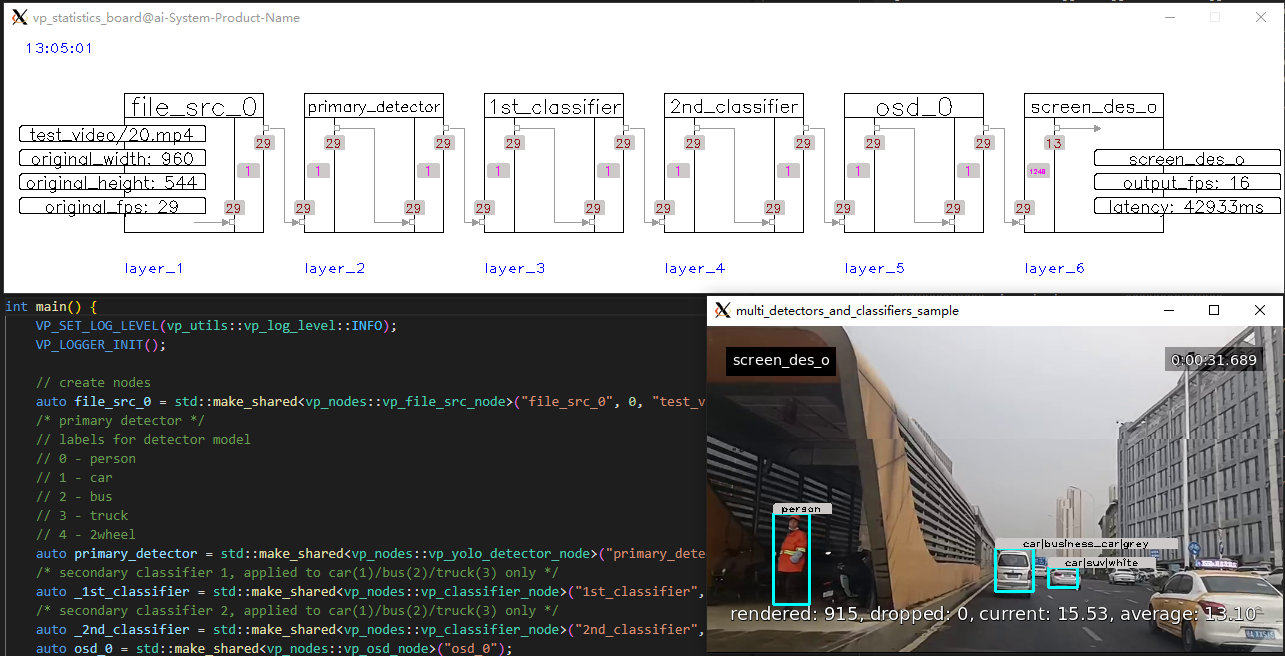 vp_statistics_board@ai-System-Product-Name
13:05:01
file_src_0
primary_detector
1st_classifier
2nd_classifier
osd_0
screen_des_o
test_video/20.mp4
original_width: 960
original_height: 544
original_fps: 29
29 29 29 29 29 29 29 29 29 29 13
1 1 1 1 1 1 1 1 1 1248
29 29 29 29 29 29 29 29 29 29
screen_des_o
output_fps: 16
latency: 42933ms
layer_1
layer_2
layer_3
layer_4
layer_5
layer_6
int main() {
VP_SET_LOG_LEVEL(vp_utils::vp_log_level::INFO);
VP_LOGGER_INIT();
// create nodes
auto file_src_0 = std::make_shared<vp_nodes::vp_file_src_node>("file_src_0", 0, "test_v
/* primary detector */
// labels for detector model
// 0 - person
// 1 - car
// 2 - bus
// 3 - truck
// 4 - 2wheel
auto primary_detector = std::make_shared<vp_nodes::vp_yolo_detector_node>("primary_dete
/* secondary classifier 1, applied to car(1)/bus(2)/truck(3) only */
auto _1st_classifier = std::make_shared<vp_nodes::vp_classifier_node>("1st_classifier",
/* secondary classifier 2, applied to car(1)/bus(2)/truck(3) only */
auto _2nd_classifier = std::make_shared<vp_nodes::vp_classifier_node>("2nd_classifier",
auto osd_0 = std::make_shared<vp_nodes::vp_osd_node>("osd_0");
multi_detectors_and_classifiers_sample
screen_des_o
0:00:31.689
person
car|business_car|grey
car|suv|white
rendered: 915, dropped: 0, current: 15.53, average: 13.10